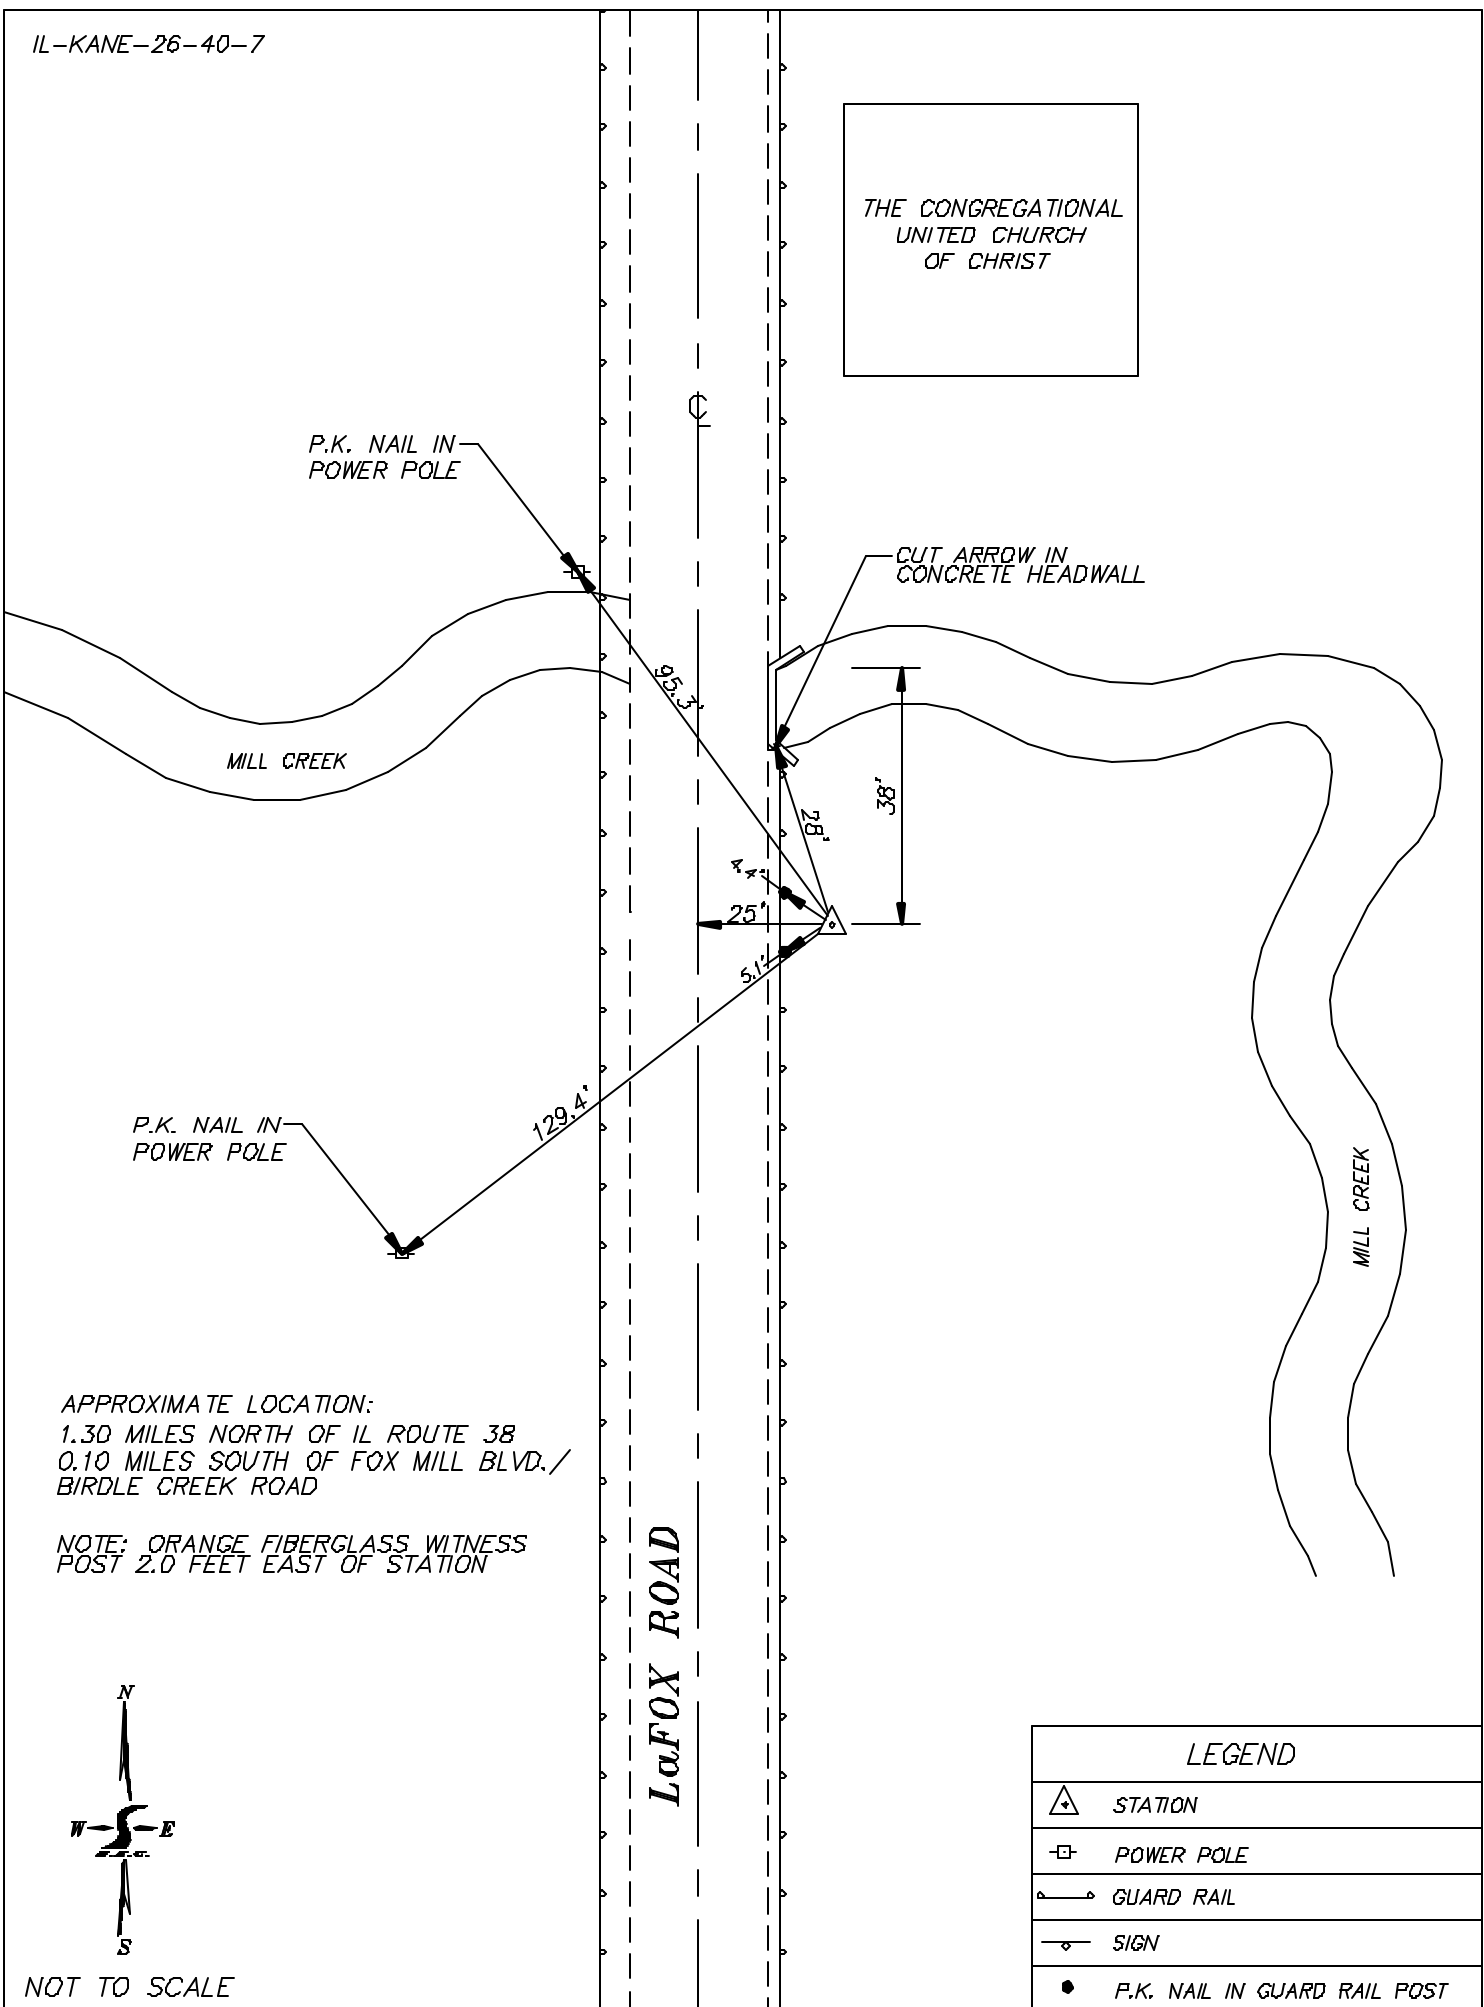 IL-KANE-26-40-7
THE CONGREGATIONAL
UNITED CHURCH
OF CHRIST
℄
P.K. NAIL IN
POWER POLE
CUT ARROW IN
CONCRETE HEADWALL
95.3'
MILL CREEK
38'
28'
4.4'
25'
5.1'
129.4'
P.K. NAIL IN
POWER POLE
MILL CREEK
APPROXIMATE LOCATION:
1.30 MILES NORTH OF IL ROUTE 38
0.10 MILES SOUTH OF FOX MILL BLVD./
BIRDLE CREEK ROAD
NOTE: ORANGE FIBERGLASS WITNESS
POST 2.0 FEET EAST OF STATION
LaFOX ROAD
N
W E
S
NOT TO SCALE
LEGEND
STATION
POWER POLE
GUARD RAIL
SIGN
P.K. NAIL IN GUARD RAIL POST